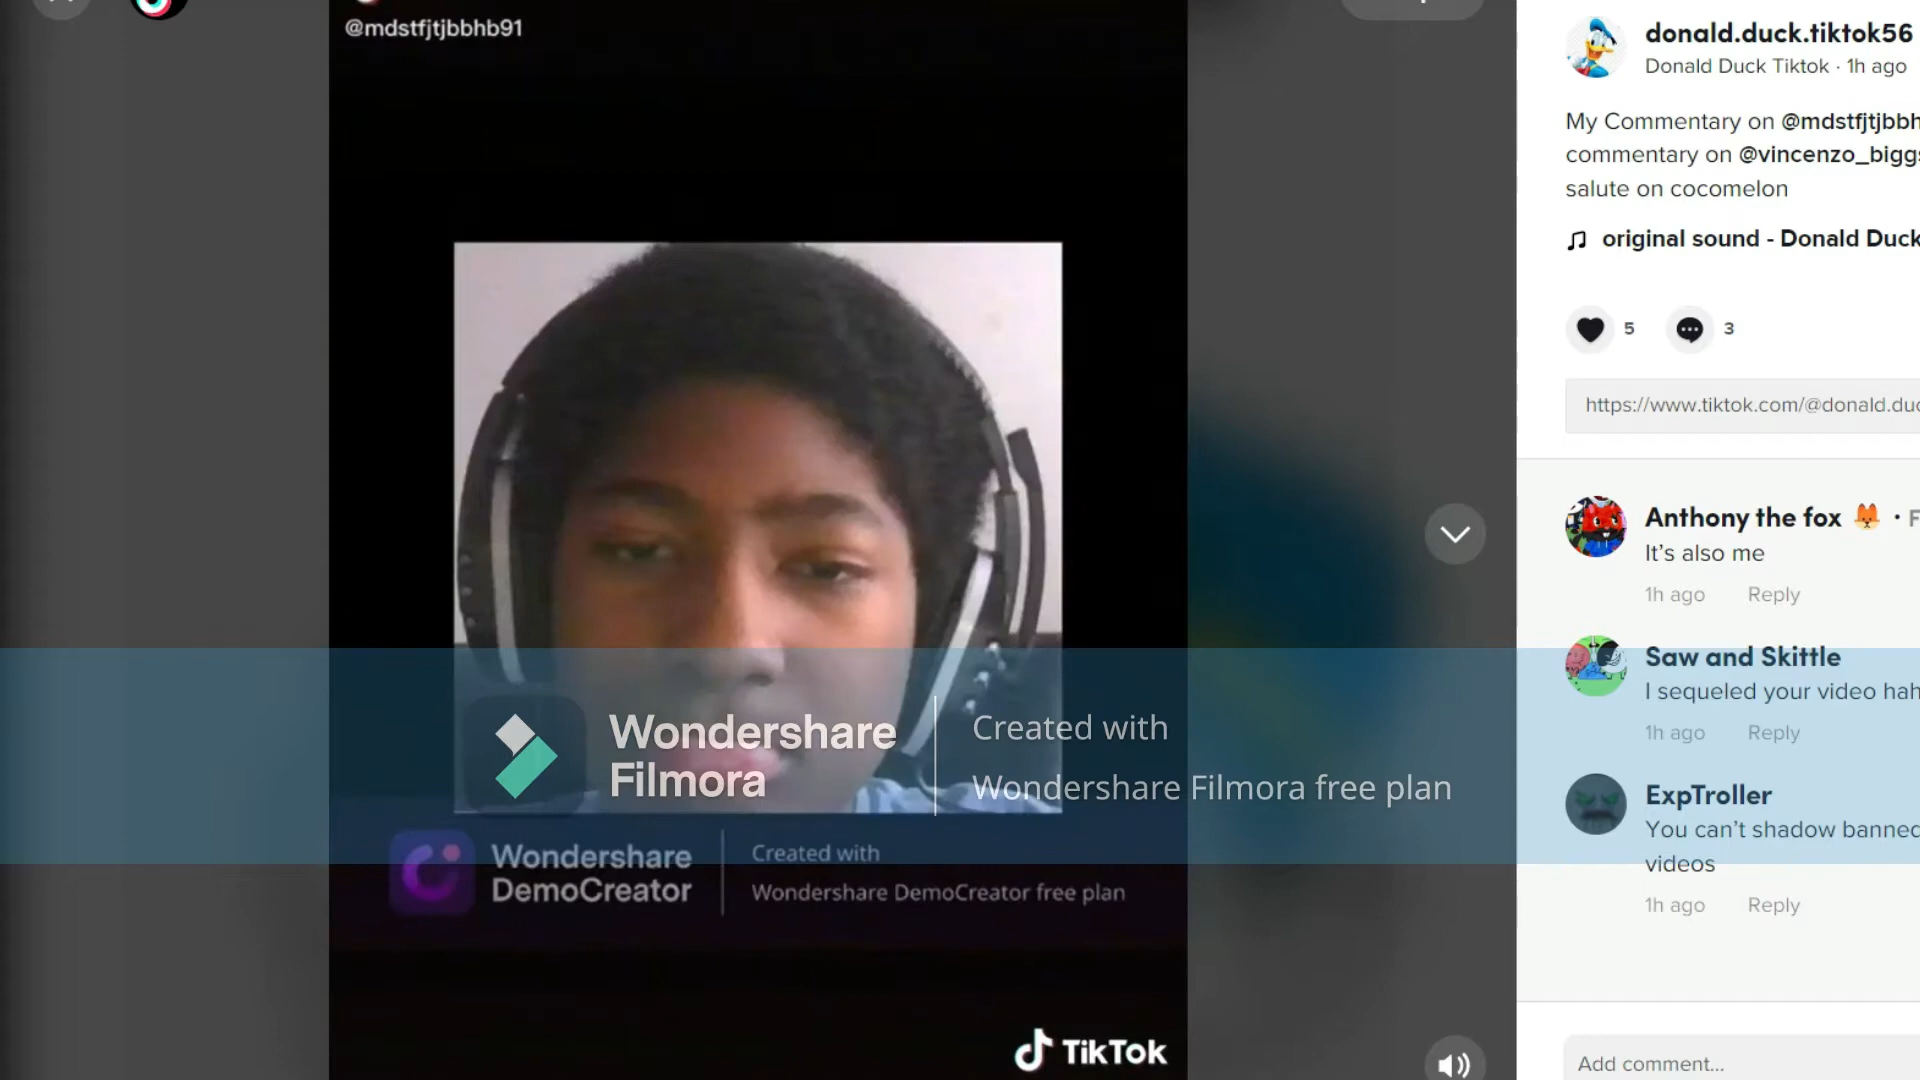 @mdstfjtjbbhb91
Wondershare
Filmora
Created with
Wondershare Filmora free plan
Wondershare
DemoCreator
Created with
Wondershare DemoCreator free plan
TikTok
donald.duck.tiktok56
Donald Duck Tiktok · 1h ago
My Commentary on @mdstfjtjbbh
commentary on @vincenzo_biggs
salute on cocomelon
original sound - Donald Duck
5
3
https://www.tiktok.com/@donald.duc
Anthony the fox 🦊 · F
It's also me
1h ago Reply
Saw and Skittle
I sequeled your video hah
1h ago Reply
ExpTroller
You can't shadow banned
videos
1h ago Reply
Add comment...